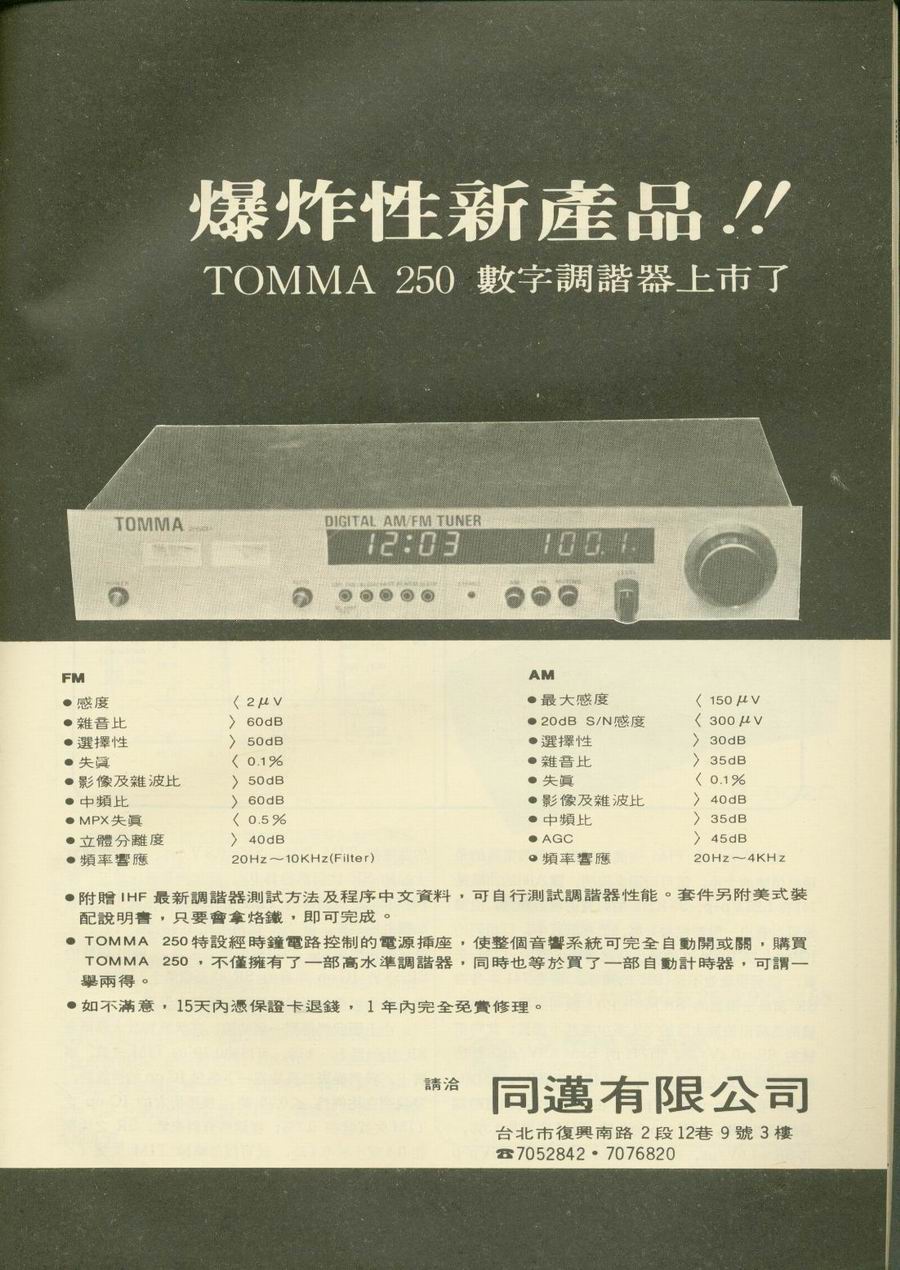 爆炸性新產品!!
TOMMA 250 數字調諧器上市了
TOMMA
DIGITAL AM/FM TUNER
12:03 100.1
FM
●感度 〈 2μV
●雜音比 〉 60dB
●選擇性 〉 50dB
●失眞 〈 0.1%
●影像及雜波比 〉 50dB
●中頻比 〉 60dB
●MPX失眞 〈 0.5%
●立體分離度 〉 40dB
●頻率響應 20Hz～10KHz(Filter)
AM
●最大感度 〈 150μV
●20dB S/N感度 〈 300μV
●選擇性 〉 30dB
●雜音比 〉 35dB
●失眞 〈 0.1%
●影像及雜波比 〉 40dB
●中頻比 〉 35dB
●AGC 〉 45dB
●頻率響應 20Hz～4KHz
●附贈IHF 最新調諧器測試方法及程序中文資料，可自行測試調諧器性能。套件另附美式裝
配說明書，只要會拿烙鐵，即可完成。
● TOMMA 250特設經時鐘電路控制的電源揷座，使整個音響系統可完全自動開或關，購買
TOMMA 250，不僅擁有了一部高水準調諧器，同時也等於買了一部自動計時器，可謂一
舉兩得。
●如不滿意，15天內憑保證卡退錢，1年內完全免費修理。
請洽 同邁有限公司
台北市復興南路2段12巷9號3樓
☎7052842•7076820